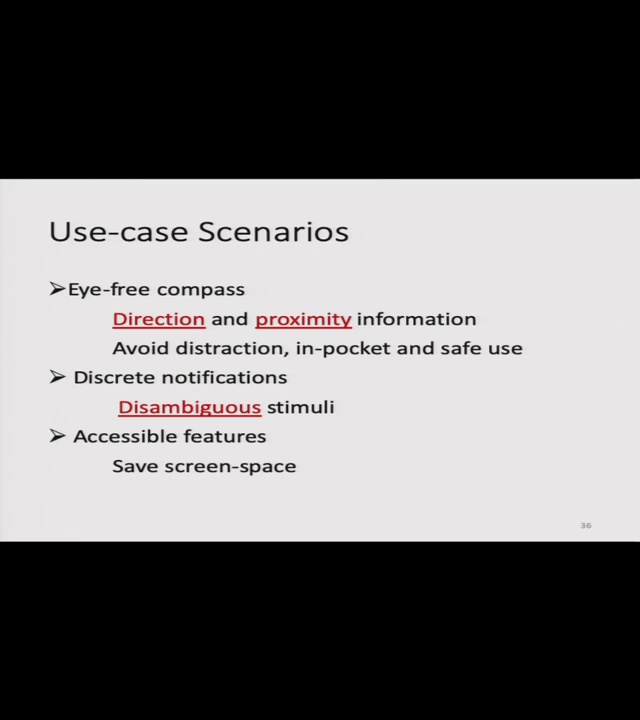 Use-case Scenarios
➢Eye-free compass
Direction and proximity information
Avoid distraction, in-pocket and safe use
➢ Discrete notifications
Disambiguous stimuli
➢ Accessible features
Save screen-space
36